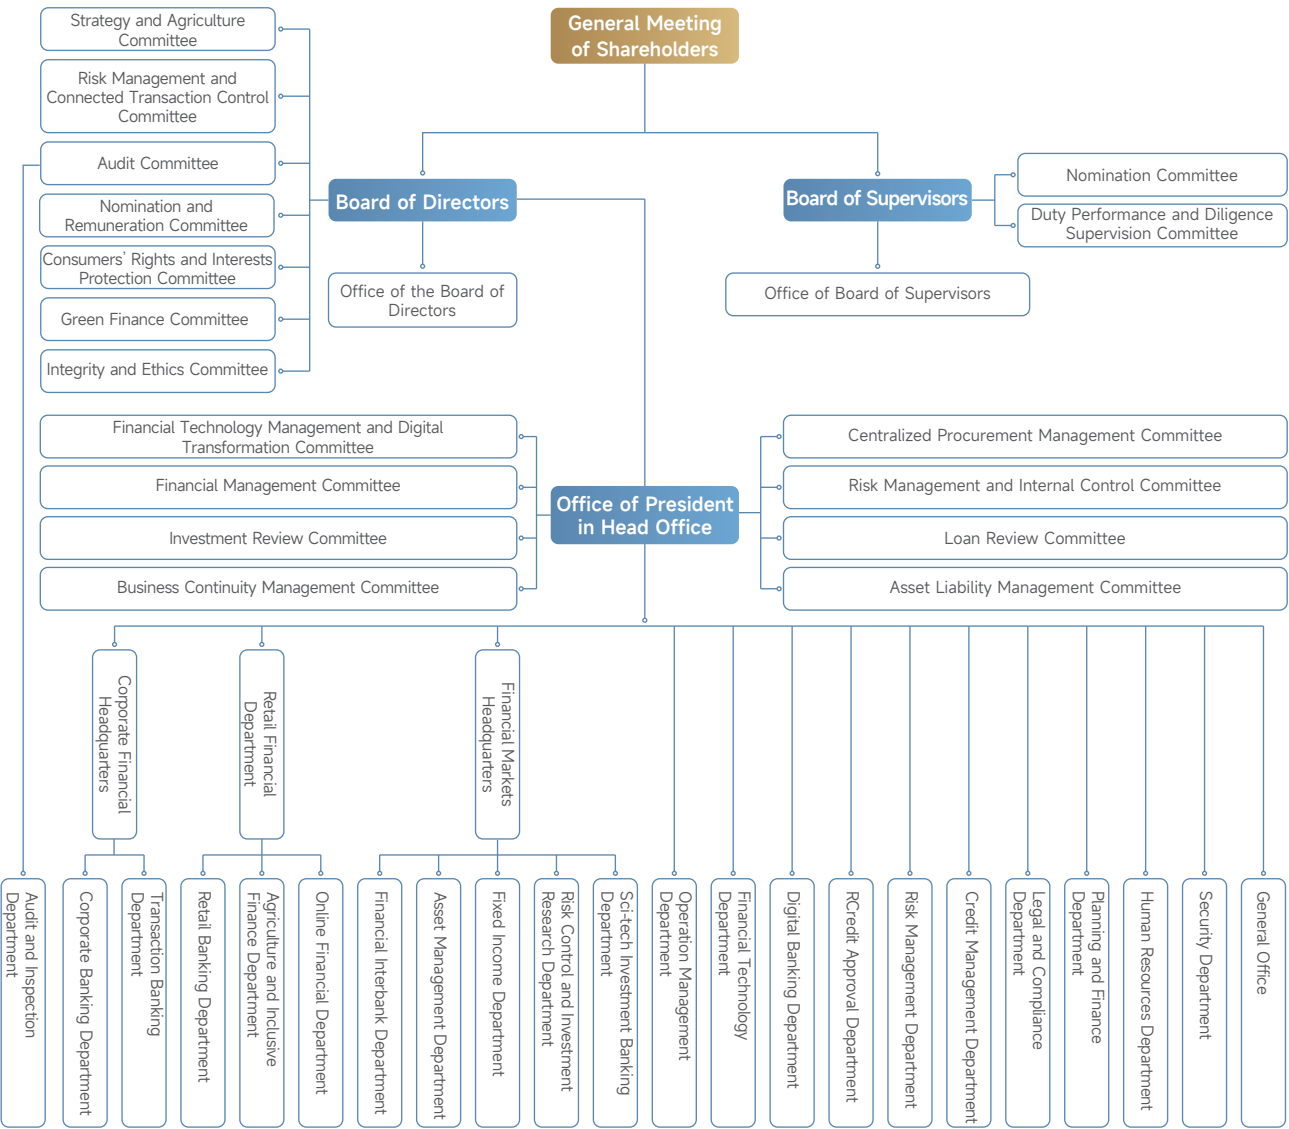 General Meeting
of Shareholders
Strategy and Agriculture
Committee
Risk Management and
Connected Transaction Control
Committee
Audit Committee
Nomination and
Remuneration Committee
Consumers’ Rights and Interests
Protection Committee
Green Finance Committee
Integrity and Ethics Committee
Board of Directors
Office of the Board of
Directors
Board of Supervisors
Nomination Committee
Duty Performance and Diligence
Supervision Committee
Office of Board of Supervisors
Financial Technology Management and Digital
Transformation Committee
Financial Management Committee
Investment Review Committee
Business Continuity Management Committee
Office of President
in Head Office
Centralized Procurement Management Committee
Risk Management and Internal Control Committee
Loan Review Committee
Asset Liability Management Committee
Corporate Financial
Headquarters
Retail Financial
Department
Financial Markets
Headquarters
Audit and Inspection
Department
Corporate Banking Department
Transaction Banking
Department
Retail Banking Department
Agriculture and Inclusive
Finance Department
Online Financial Department
Financial Interbank Department
Asset Management Department
Fixed Income Department
Risk Control and Investment
Research Department
Sci-tech Investment Banking
Department
Operation Management
Department
Financial Technology
Department
Digital Banking Department
RCredit Approval Department
Risk Management Department
Credit Management Department
Legal and Compliance
Department
Planning and Finance
Department
Human Resources Department
Security Department
General Office